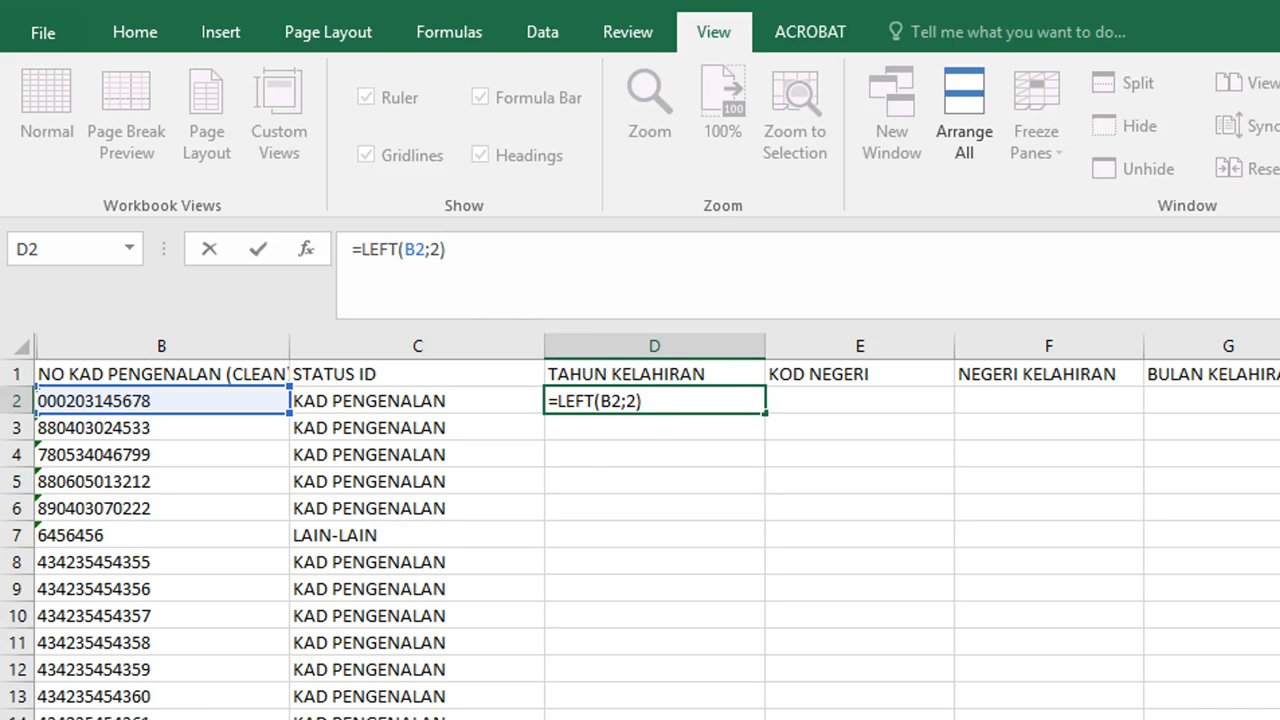 File Home Insert Page Layout Formulas Data Review View ACROBAT Tell me what you want to do...
Normal Page Break Preview Page Layout Custom Views
Ruler Formula Bar
Gridlines Headings
Zoom 100% Zoom to Selection
New Window Arrange All Freeze Panes
Split View
Hide Sync
Unhide Rese
Workbook Views Show Zoom Window
D2 fx =LEFT(B2;2)
B C D E F G
1 NO KAD PENGENALAN (CLEAN) STATUS ID TAHUN KELAHIRAN KOD NEGERI NEGERI KELAHIRAN BULAN KELAHIRA
2 000203145678 KAD PENGENALAN =LEFT(B2;2)
3 880403024533 KAD PENGENALAN
4 780534046799 KAD PENGENALAN
5 880605013212 KAD PENGENALAN
6 890403070222 KAD PENGENALAN
7 6456456 LAIN-LAIN
8 434235454355 KAD PENGENALAN
9 434235454356 KAD PENGENALAN
10 434235454357 KAD PENGENALAN
11 434235454358 KAD PENGENALAN
12 434235454359 KAD PENGENALAN
13 434235454360 KAD PENGENALAN